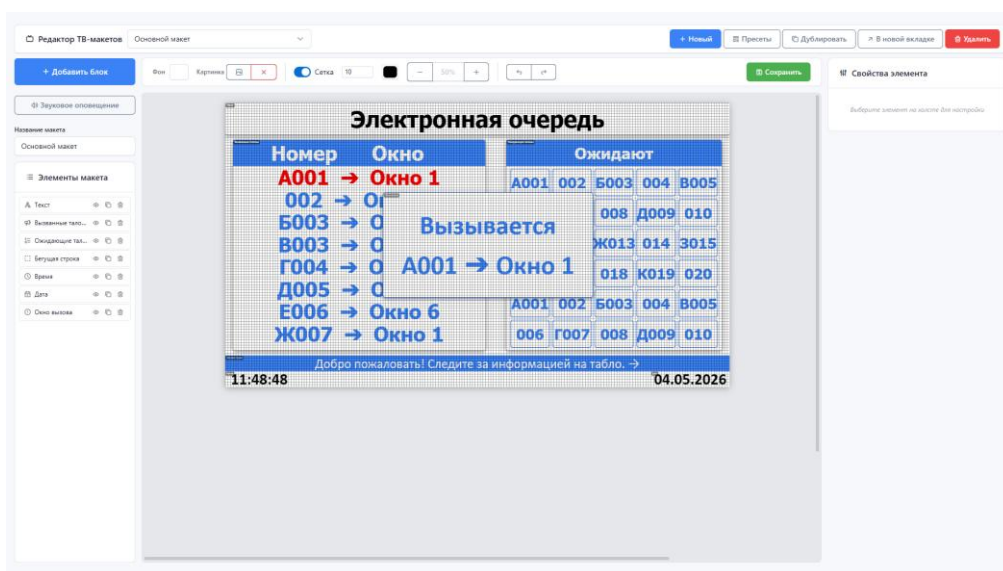 Редактор ТВ-макетов Основной макет + Новый Пресеты Дублировать В новой вкладке Удалить
+ Добавить блок Фон Картинка Сетка 10 − 50% + Сохранить Свойства элемента
Звуковое оповещение
Выберите элемент на холсте для настройки
Название макета
Основной макет
Элементы макета
Текст
Вызванные тало...
Ожидающие тал...
Бегущая строка
Время
Дата
Окно вызова
Электронная очередь
Номер Окно
А001 → Окно 1
002 →
Б003 → О
В003 → О
Г004 → О
Д005 → О
Е006 → Окно 6
Ж007 → Окно 1
Ожидают
А001 002 Б003 004 В005
008 Д009 010
Ж013 014 З015
018 К019 020
А001 002 Б003 004 В005
006 Г007 008 Д009 010
Вызывается
А001 → Окно 1
Добро пожаловать! Следите за информацией на табло. →
11:48:48 04.05.2026